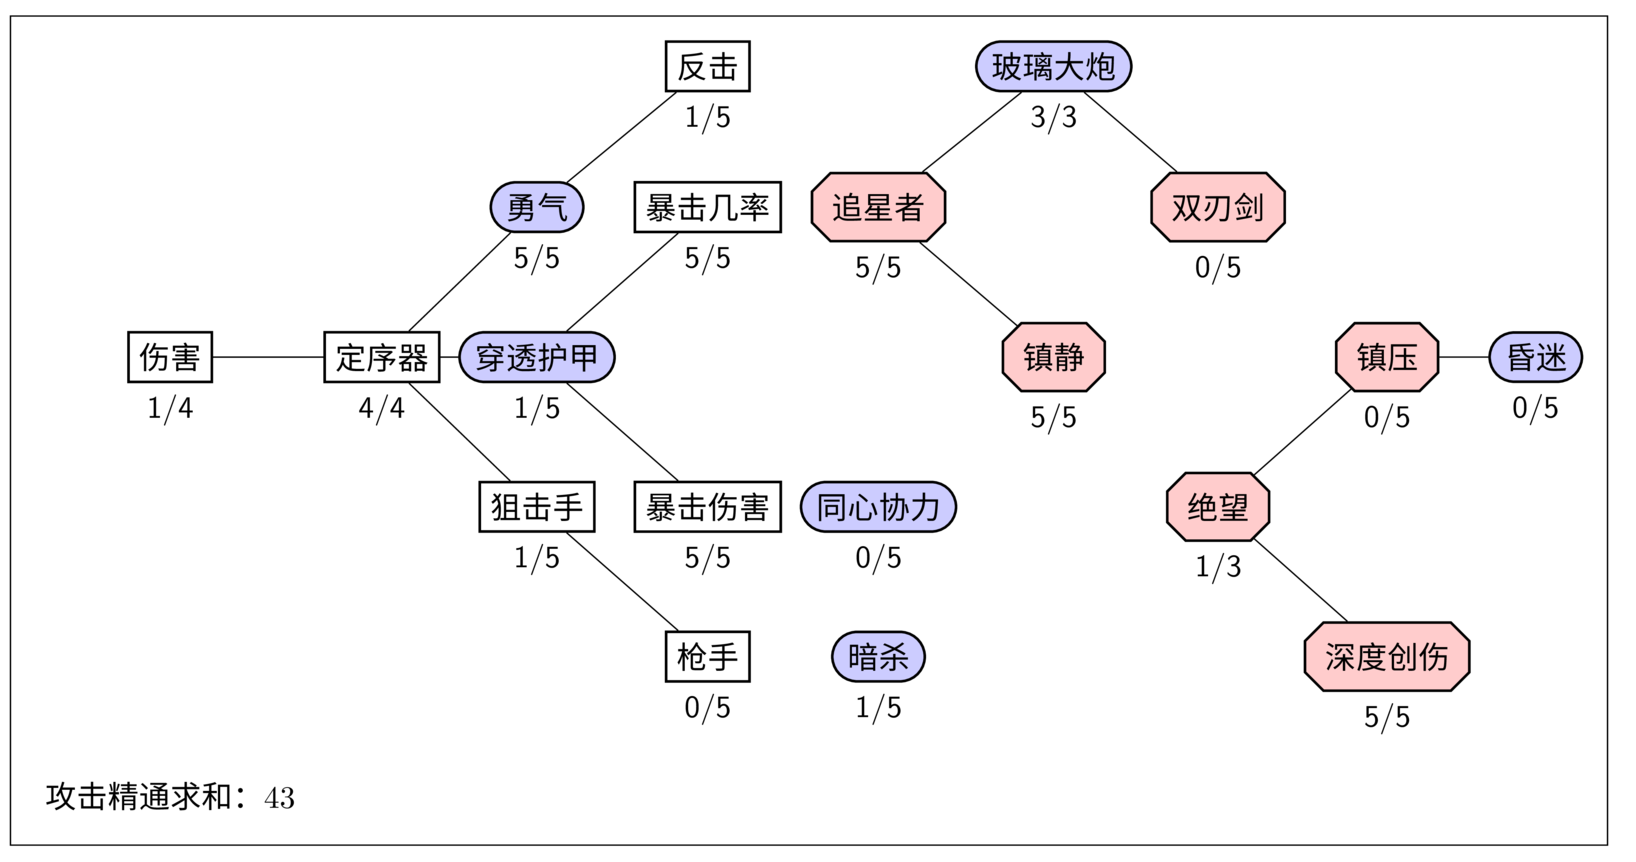 反击
1/5
玻璃大炮
3/3
勇气
5/5
暴击几率
5/5
追星者
5/5
双刃剑
0/5
伤害
1/4
定序器
4/4
穿透护甲
1/5
镇静
5/5
镇压
0/5
昏迷
0/5
狙击手
1/5
暴击伤害
5/5
同心协力
0/5
绝望
1/3
枪手
0/5
暗杀
1/5
深度创伤
5/5
攻击精通求和：43